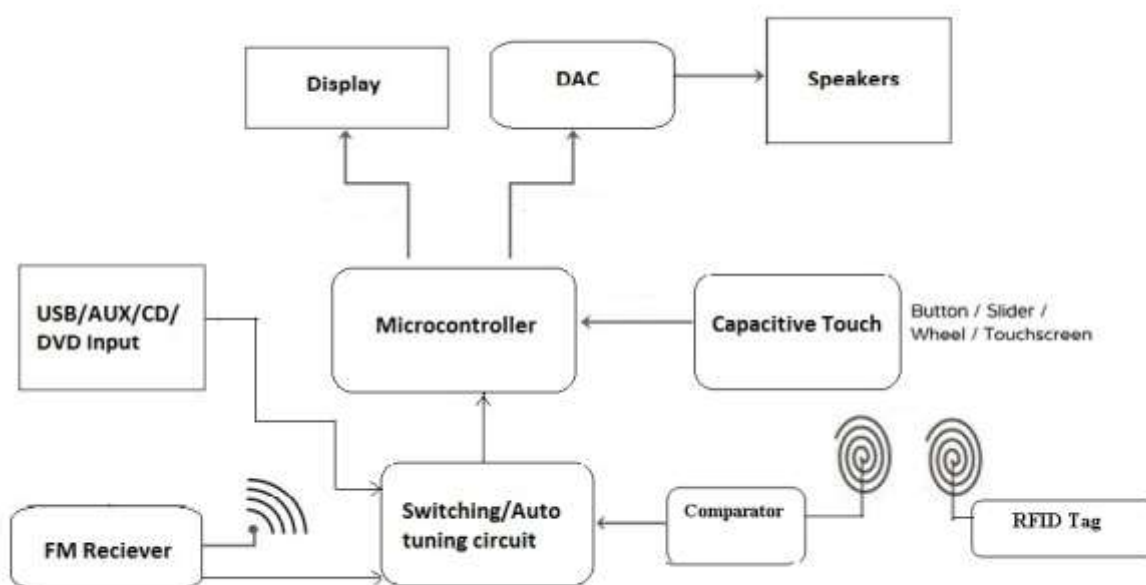 Display
DAC
Speakers
USB/AUX/CD/
DVD Input
Microcontroller
Capacitive Touch
Button / Slider /
Wheel / Touchscreen
FM Reciever
Switching/Auto
tuning circuit
Comparator
RFID Tag